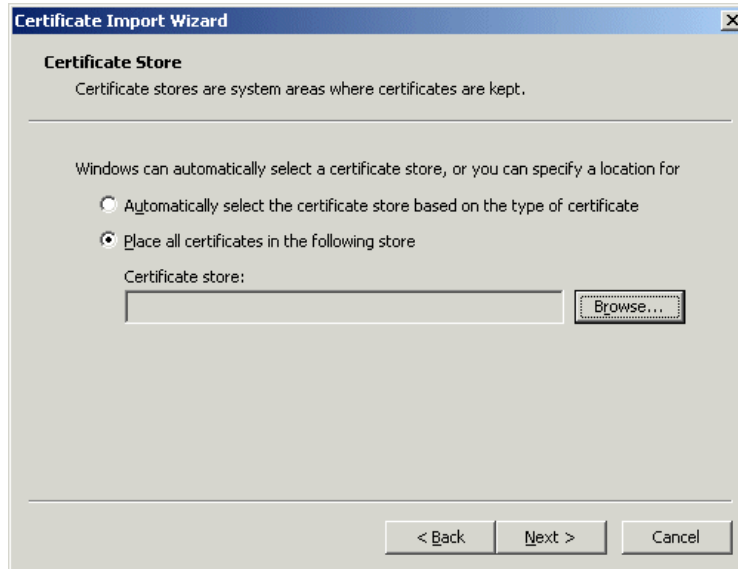 Certificate Import Wizard
Certificate Store
Certificate stores are system areas where certificates are kept.
Windows can automatically select a certificate store, or you can specify a location for
Automatically select the certificate store based on the type of certificate
Place all certificates in the following store
Certificate store:
Browse...
< Back Next > Cancel